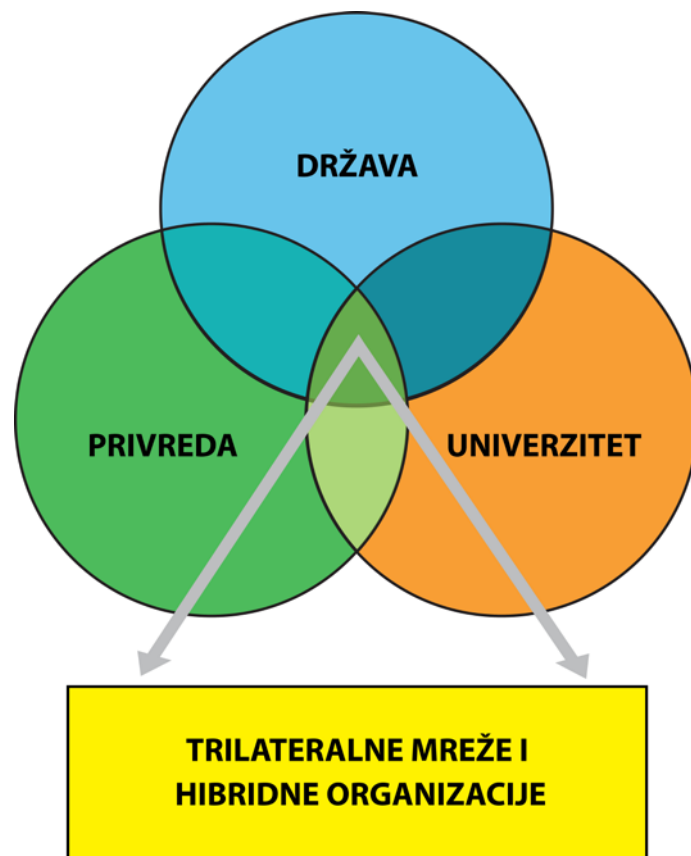 DRŽAVA
PRIVREDA
UNIVERZITET
TRILATERALNE MREŽE I
HIBRIDNE ORGANIZACIJE